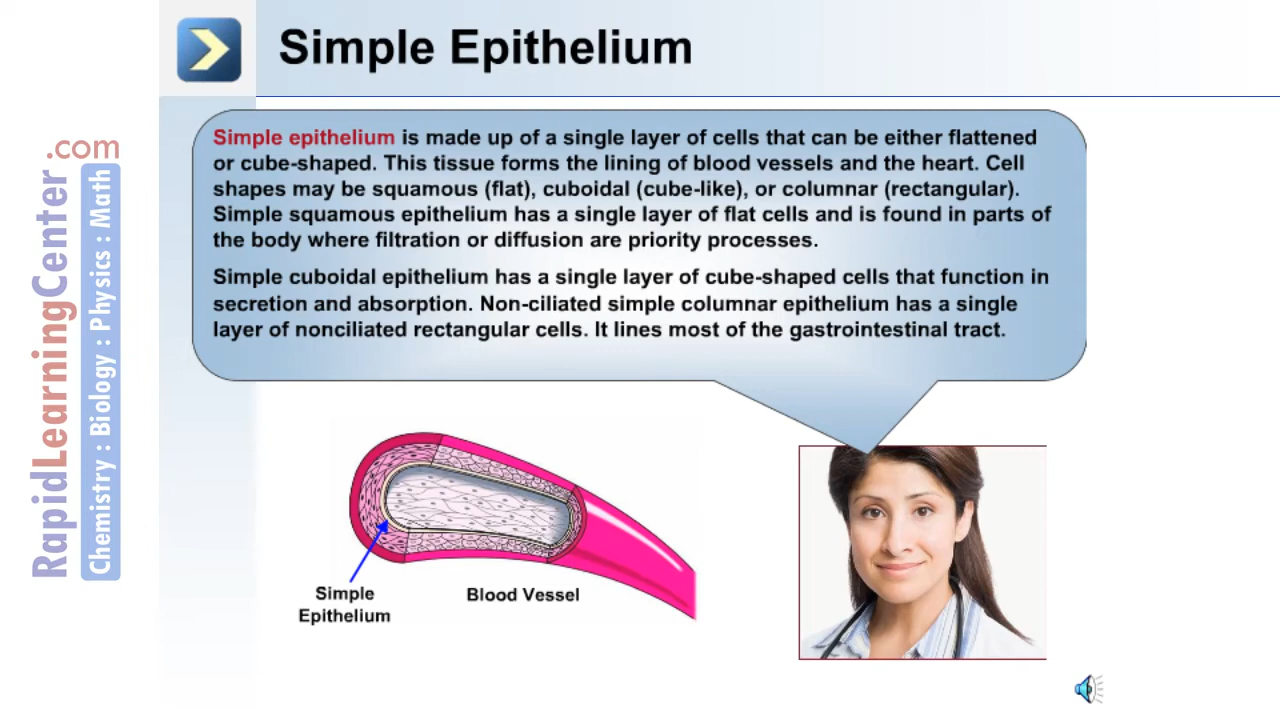 Simple Epithelium
Simple epithelium is made up of a single layer of cells that can be either flattened
or cube-shaped. This tissue forms the lining of blood vessels and the heart. Cell
shapes may be squamous (flat), cuboidal (cube-like), or columnar (rectangular).
Simple squamous epithelium has a single layer of flat cells and is found in parts of
the body where filtration or diffusion are priority processes.
Simple cuboidal epithelium has a single layer of cube-shaped cells that function in
secretion and absorption. Non-ciliated simple columnar epithelium has a single
layer of nonciliated rectangular cells. It lines most of the gastrointestinal tract.
Simple
Epithelium
Blood Vessel
RapidLearningCenter.com
Chemistry : Biology : Physics : Math